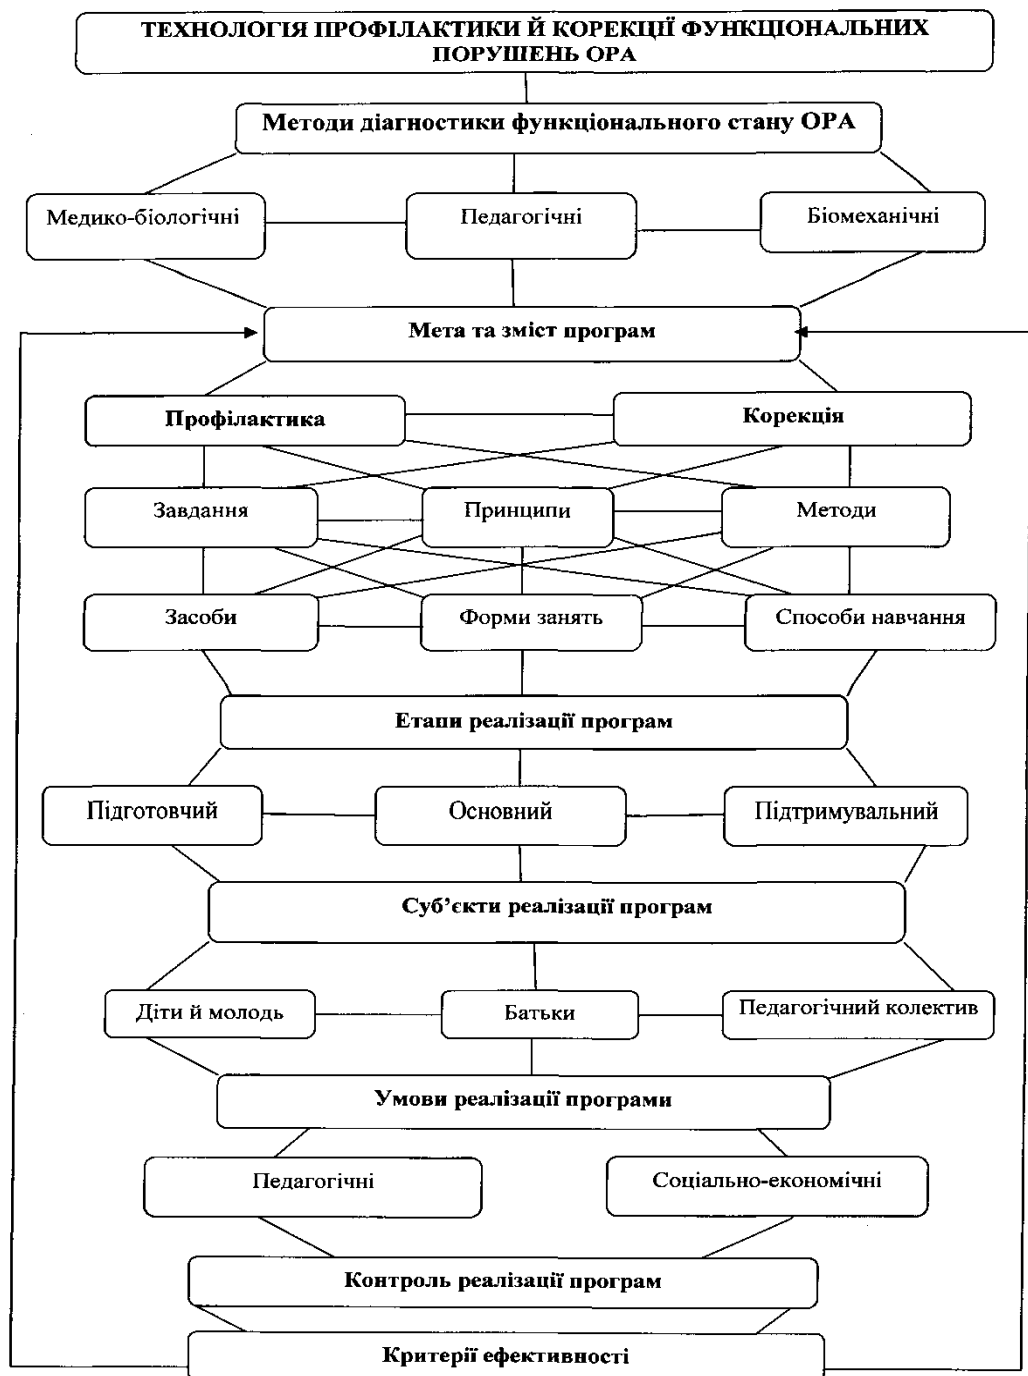 ТЕХНОЛОГІЯ ПРОФІЛАКТИКИ Й КОРЕКЦІЇ ФУНКЦІОНАЛЬНИХ
ПОРУШЕНЬ ОРА
Методи діагностики функціонального стану ОРА
Медико-біологічні
Педагогічні
Біомеханічні
Мета та зміст програм
Профілактика
Корекція
Завдання
Принципи
Методи
Засоби
Форми занять
Способи навчання
Етапи реалізації програм
Підготовчий
Основний
Підтримувальний
Суб’єкти реалізації програм
Діти й молодь
Батьки
Педагогічний колектив
Умови реалізації програми
Педагогічні
Соціально-економічні
Контроль реалізації програм
Критерії ефективності